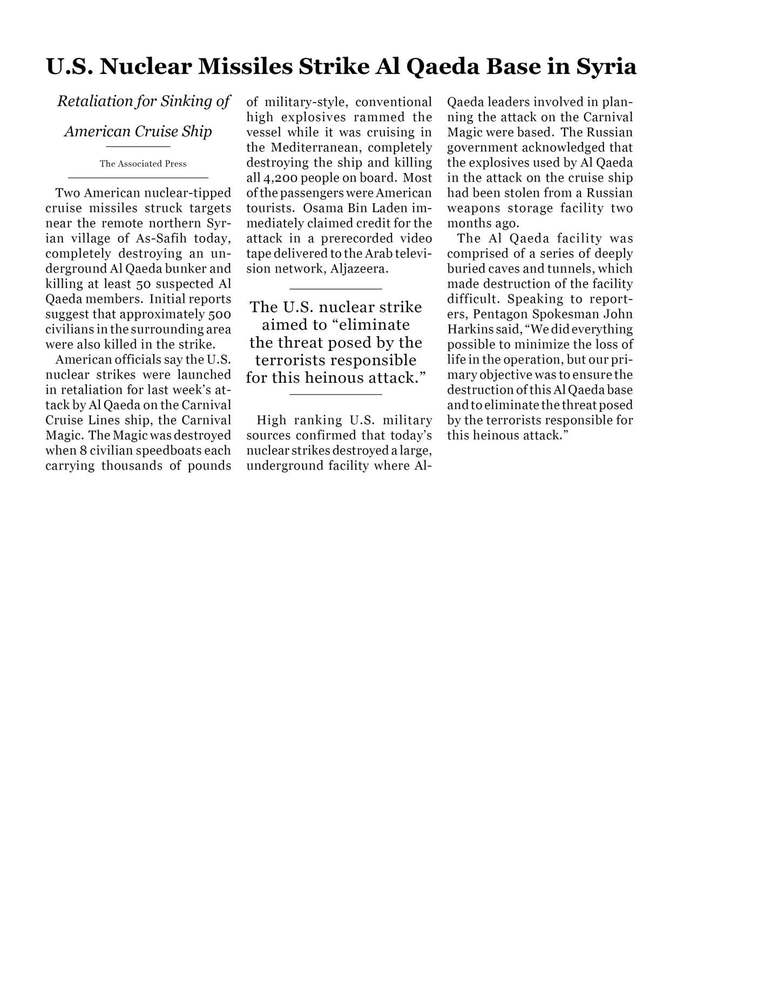 U.S. Nuclear Missiles Strike Al Qaeda Base in Syria
Retaliation for Sinking of
American Cruise Ship
The Associated Press
Two American nuclear-tipped
cruise missiles struck targets
near the remote northern Syr-
ian village of As-Safih today,
completely destroying an un-
derground Al Qaeda bunker and
killing at least 50 suspected Al
Qaeda members. Initial reports
suggest that approximately 500
civilians in the surrounding area
were also killed in the strike.
American officials say the U.S.
nuclear strikes were launched
in retaliation for last week’s at-
tack by Al Qaeda on the Carnival
Cruise Lines ship, the Carnival
Magic. The Magic was destroyed
when 8 civilian speedboats each
carrying thousands of pounds
of military-style, conventional
high explosives rammed the
vessel while it was cruising in
the Mediterranean, completely
destroying the ship and killing
all 4,200 people on board. Most
of the passengers were American
tourists. Osama Bin Laden im-
mediately claimed credit for the
attack in a prerecorded video
tape delivered to the Arab televi-
sion network, Aljazeera.
The U.S. nuclear strike
aimed to “eliminate
the threat posed by the
terrorists responsible
for this heinous attack.”
High ranking U.S. military
sources confirmed that today’s
nuclear strikes destroyed a large,
underground facility where Al-
Qaeda leaders involved in plan-
ning the attack on the Carnival
Magic were based. The Russian
government acknowledged that
the explosives used by Al Qaeda
in the attack on the cruise ship
had been stolen from a Russian
weapons storage facility two
months ago.
The Al Qaeda facility was
comprised of a series of deeply
buried caves and tunnels, which
made destruction of the facility
difficult. Speaking to report-
ers, Pentagon Spokesman John
Harkins said, “We did everything
possible to minimize the loss of
life in the operation, but our pri-
mary objective was to ensure the
destruction of this Al Qaeda base
and to eliminate the threat posed
by the terrorists responsible for
this heinous attack.”